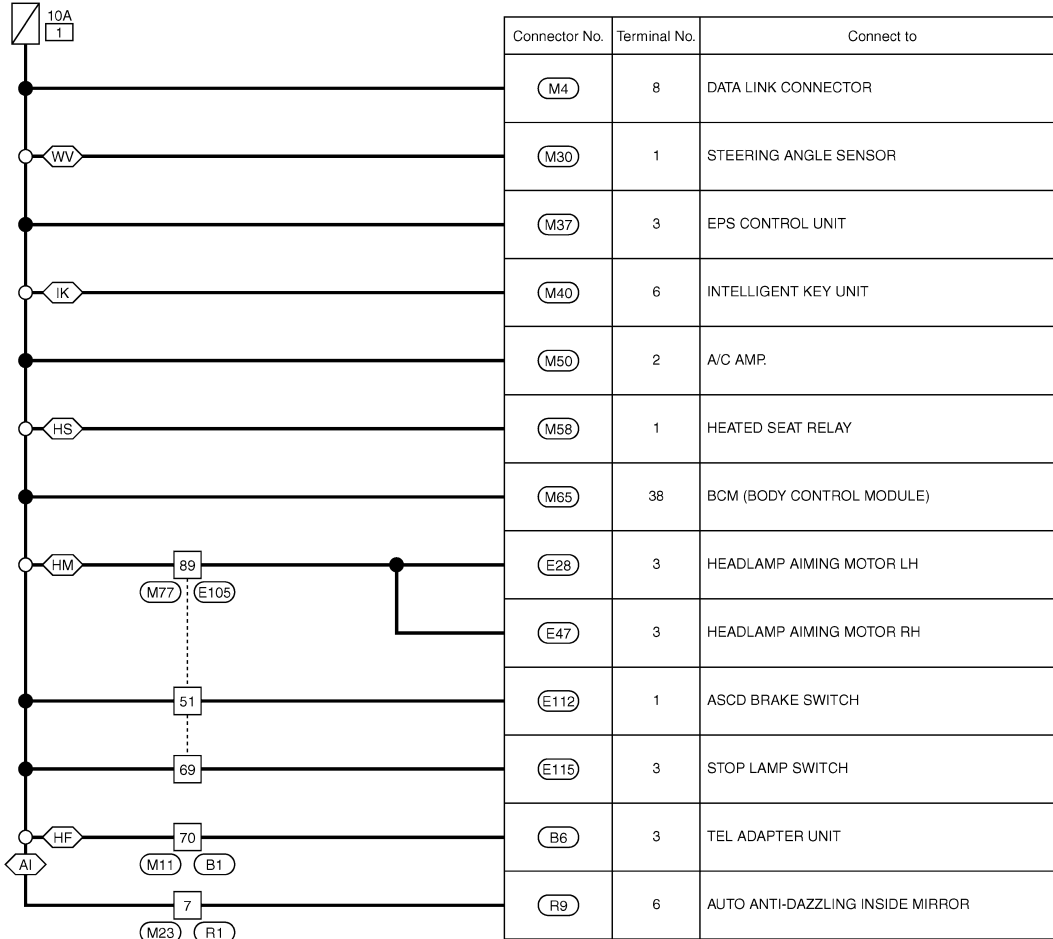 10A
1
Connector No. Terminal No. Connect to
M4 8 DATA LINK CONNECTOR
WV M30 1 STEERING ANGLE SENSOR
M37 3 EPS CONTROL UNIT
IK M40 6 INTELLIGENT KEY UNIT
M50 2 A/C AMP.
HS M58 1 HEATED SEAT RELAY
M65 38 BCM (BODY CONTROL MODULE)
HM 89 E28 3 HEADLAMP AIMING MOTOR LH
M77 E105
E47 3 HEADLAMP AIMING MOTOR RH
51 E112 1 ASCD BRAKE SWITCH
69 E115 3 STOP LAMP SWITCH
HF 70 B6 3 TEL ADAPTER UNIT
AI M11 B1
7 R9 6 AUTO ANTI-DAZZLING INSIDE MIRROR
M23 R1